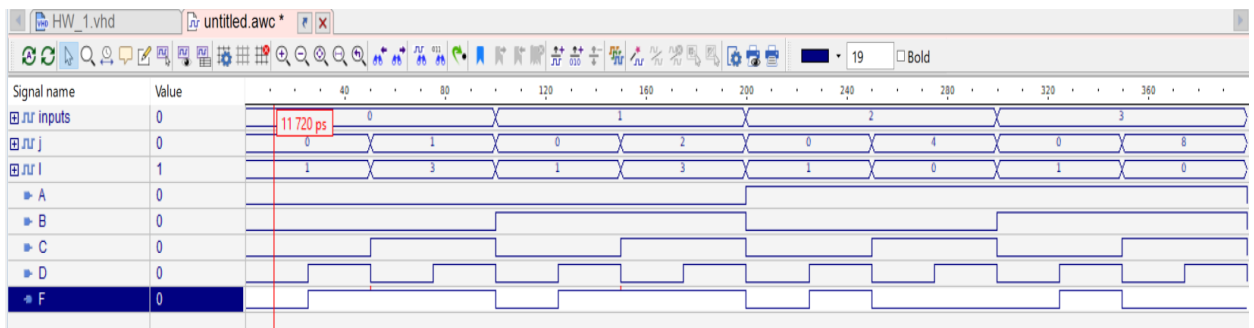 HW_1.vhd untitled.awc *
19 Bold
Signal name Value 40 80 120 160 200 240 280 320 360
inputs 0 0 1 2 3
11 720 ps
j 0 0 1 0 2 0 4 0 8
I 1 1 3 1 3 1 0 1 0
A 0
B 0
C 0
D 0
F 0